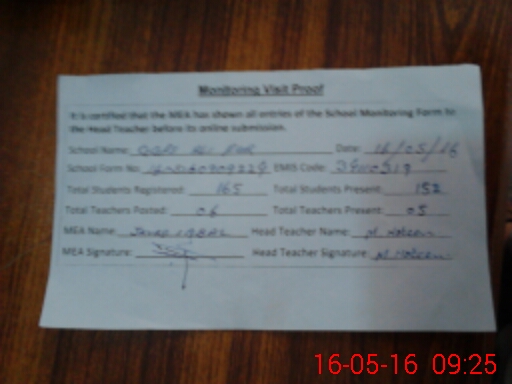 Monitoring Visit Proof
It is certified that the MEA has shown all entries of the School Monitoring Form to
the Head Teacher before its online submission.
School Name: Date: 16/05/16
School Form No: EMIS Code:
Total Students Registered: 165 Total Students Present: 152
Total Teachers Posted: 06 Total Teachers Present: 05
MEA Name: Head Teacher Name: M.
MEA Signature: Head Teacher Signature: M.
16-05-16 09:25